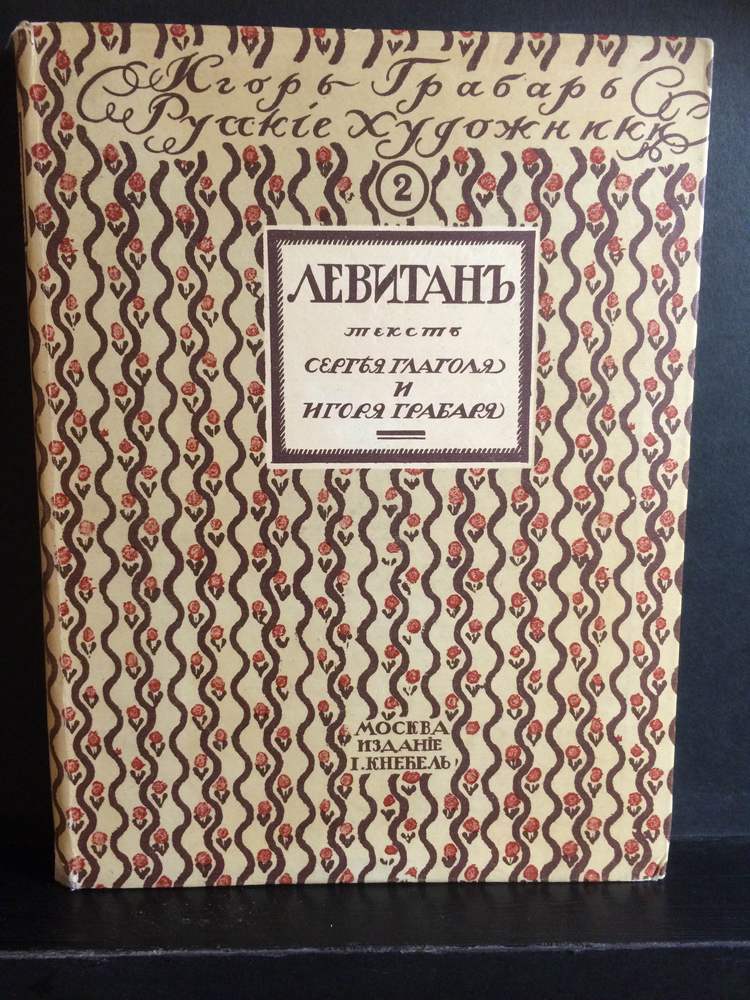 Игорь Грабарь
Русскіе художники
2
ЛЕВИТАНЪ
текстъ
СЕРГѢЯ ГЛАГОЛЯ
И
ИГОРЯ ГРАБАРЯ
МОСКВА
ИЗДАНІЕ
І. КНЕБЕЛЬ